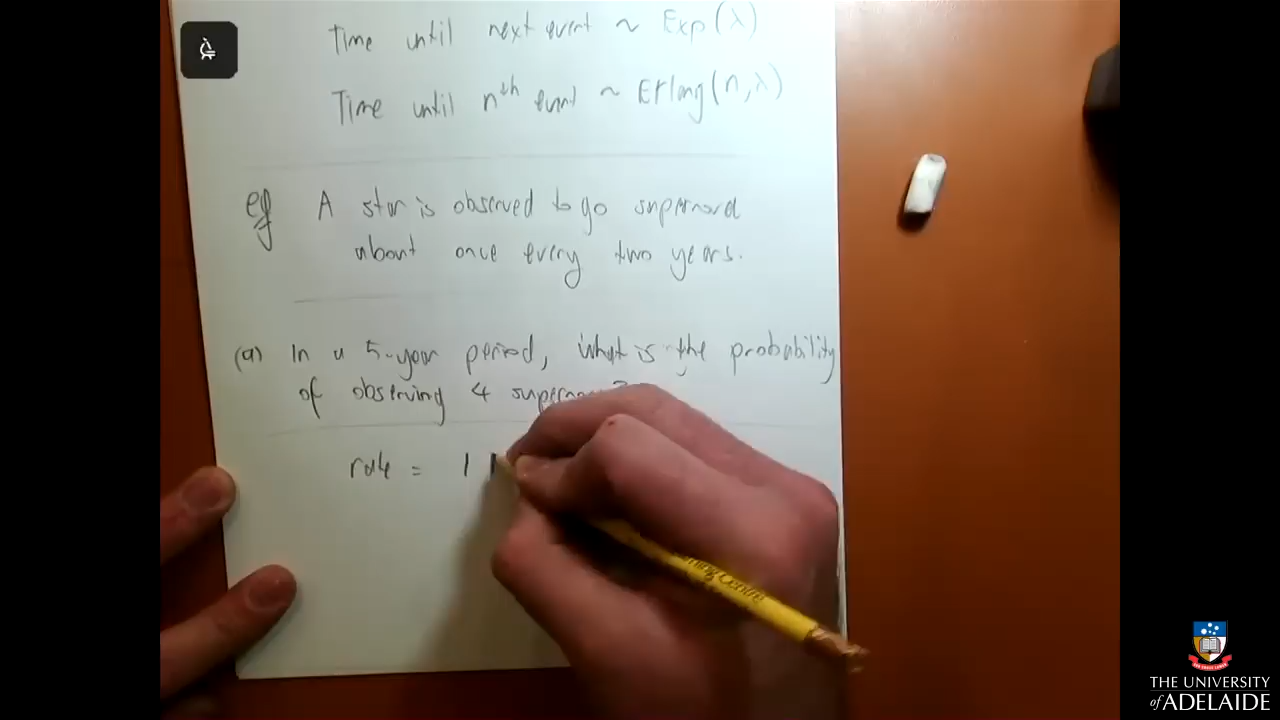 Time until next event ~ Exp(λ)
Time until nth event ~ Erlang(n,λ)
eg A star is observed to go supernova
about once every two years.
(a) In a 5-year period, what is the probability
of observing 4
rate = 1
THE UNIVERSITY
of ADELAIDE